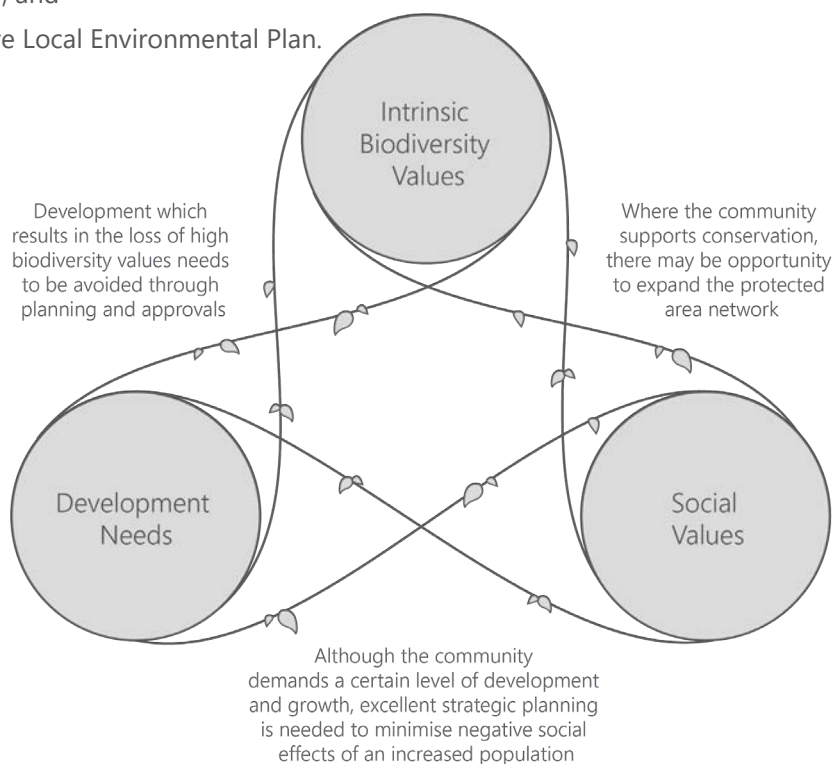 , and
Local Environmental Plan.
Intrinsic
Biodiversity
Values
Development which
results in the loss of high
biodiversity values needs
to be avoided through
planning and approvals
Where the community
supports conservation,
there may be opportunity
to expand the protected
area network
Development
Needs
Social
Values
Although the community
demands a certain level of development
and growth, excellent strategic planning
is needed to minimise negative social
effects of an increased population